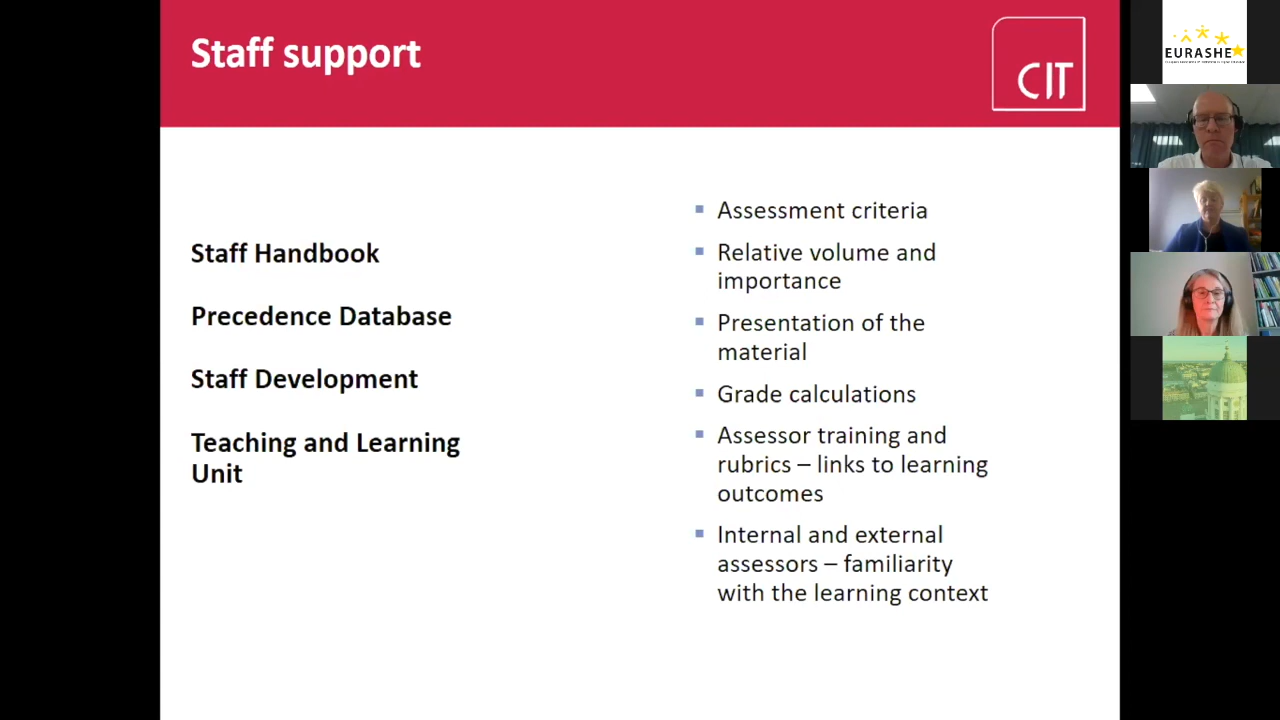 Staff support
CIT
Staff Handbook
Precedence Database
Staff Development
Teaching and Learning
Unit
▪ Assessment criteria
▪ Relative volume and
importance
▪ Presentation of the
material
▪ Grade calculations
▪ Assessor training and
rubrics – links to learning
outcomes
▪ Internal and external
assessors – familiarity
with the learning context
EURASHE